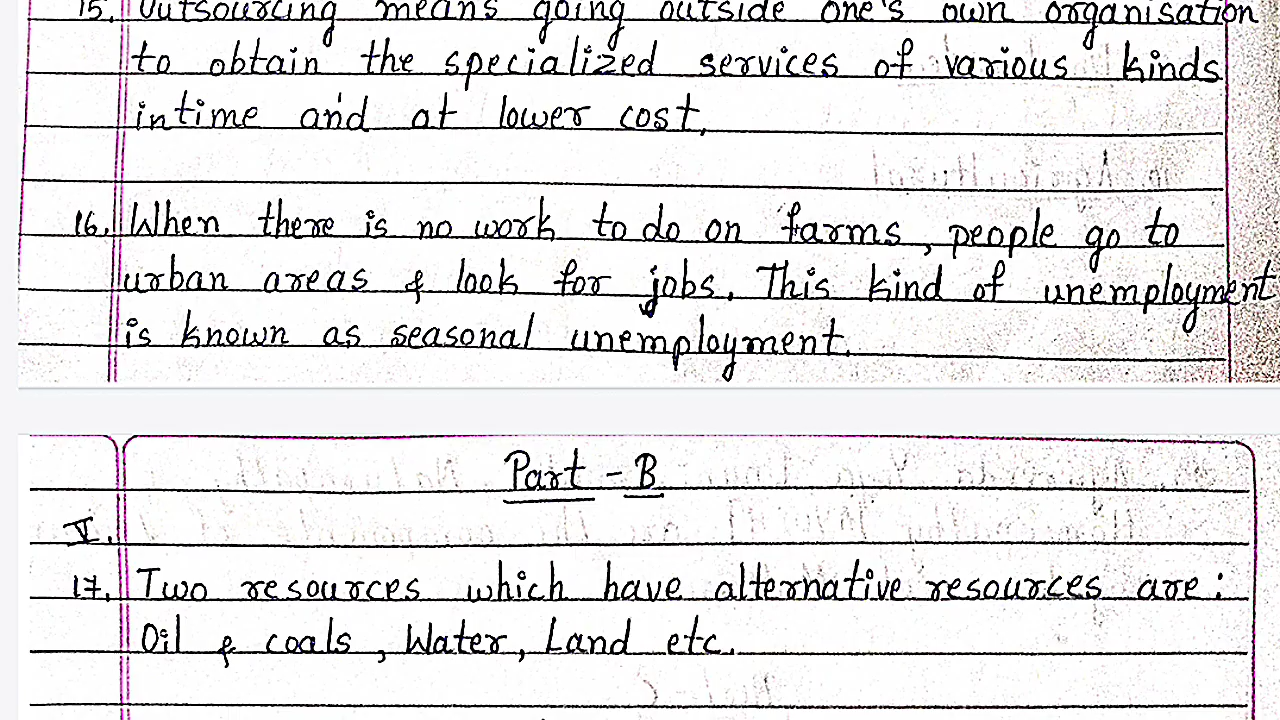 15. Outsourcing means going outside one's own organisation
to obtain the specialized services of various kinds
intime and at lower cost.
16. When there is no work to do on farms, people go to
urban areas & look for jobs. This kind of unemployment
is known as seasonal unemployment.
Part - B
V.
17. Two resources which have alternative resources are:
Oil & coals, Water, Land etc.